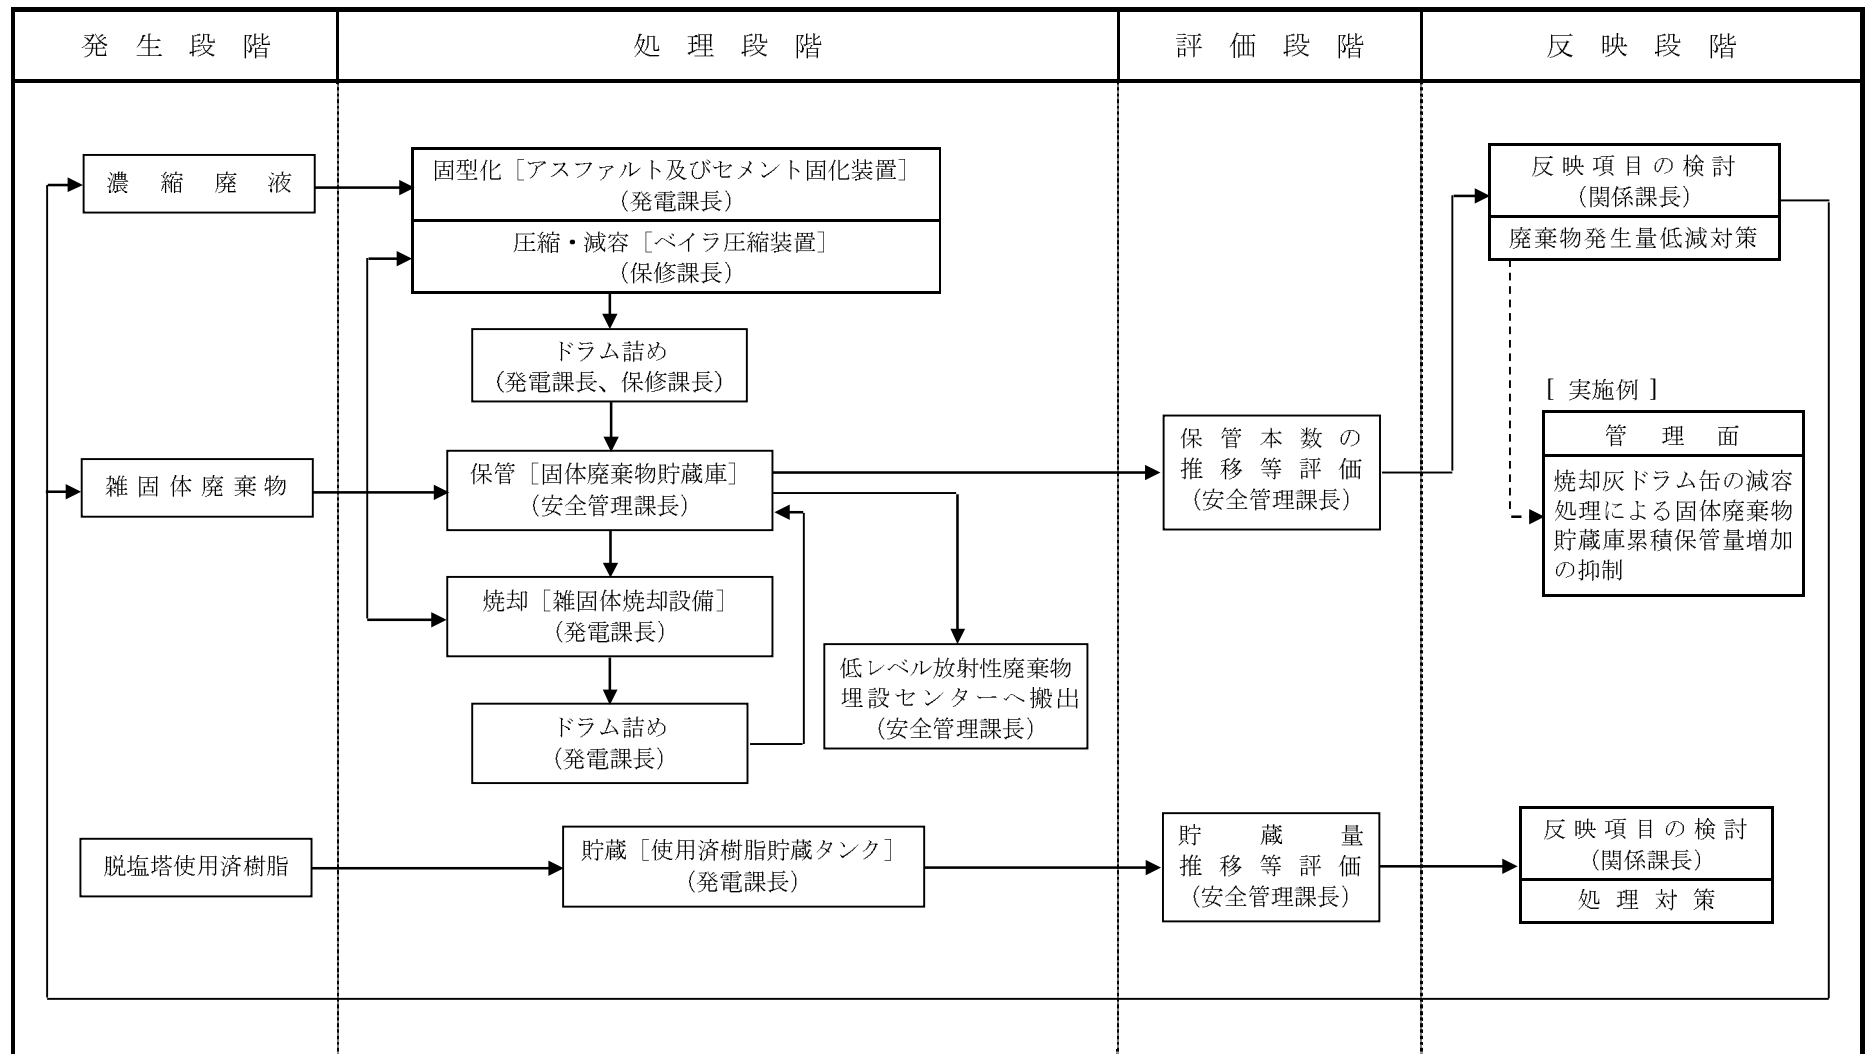 発生段階
処理段階
評価段階
反映段階
濃縮廃液
固型化［アスファルト及びセメント固化装置］
（発電課長）
圧縮・減容［ベイラ圧縮装置］
（保修課長）
ドラム詰め
（発電課長、保修課長）
雑固体廃棄物
保管［固体廃棄物貯蔵庫］
（安全管理課長）
焼却［雑固体焼却設備］
（発電課長）
ドラム詰め
（発電課長）
低レベル放射性廃棄物
埋設センターへ搬出
（安全管理課長）
保管本数の
推移等評価
（安全管理課長）
反映項目の検討
（関係課長）
廃棄物発生量低減対策
［ 実施例 ］
管理面
焼却灰ドラム缶の減容
処理による固体廃棄物
貯蔵庫累積保管量増加
の抑制
脱塩塔使用済樹脂
貯蔵［使用済樹脂貯蔵タンク］
（発電課長）
貯蔵量
推移等評価
（安全管理課長）
反映項目の検討
（関係課長）
処理対策